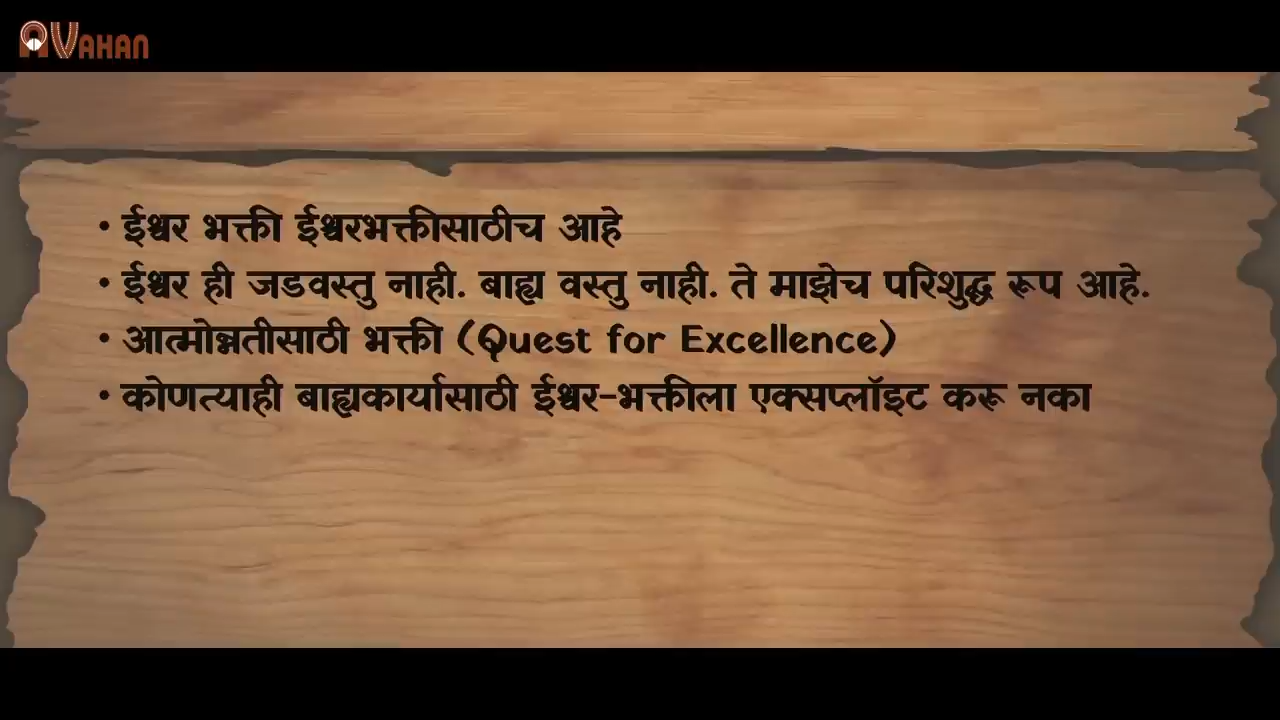 AVAHAN
• ईश्वर भक्ती ईश्वरभक्तीसाठीच आहे
• ईश्वर ही जडवस्तु नाही. बाह्य वस्तु नाही. ते माझेच परिशुद्ध रूप आहे.
• आत्मोन्नतीसाठी भक्ती (Quest for Excellence)
• कोणत्याही बाह्यकार्यासाठी ईश्वर-भक्तीला एक्सप्लॉइट करू नका